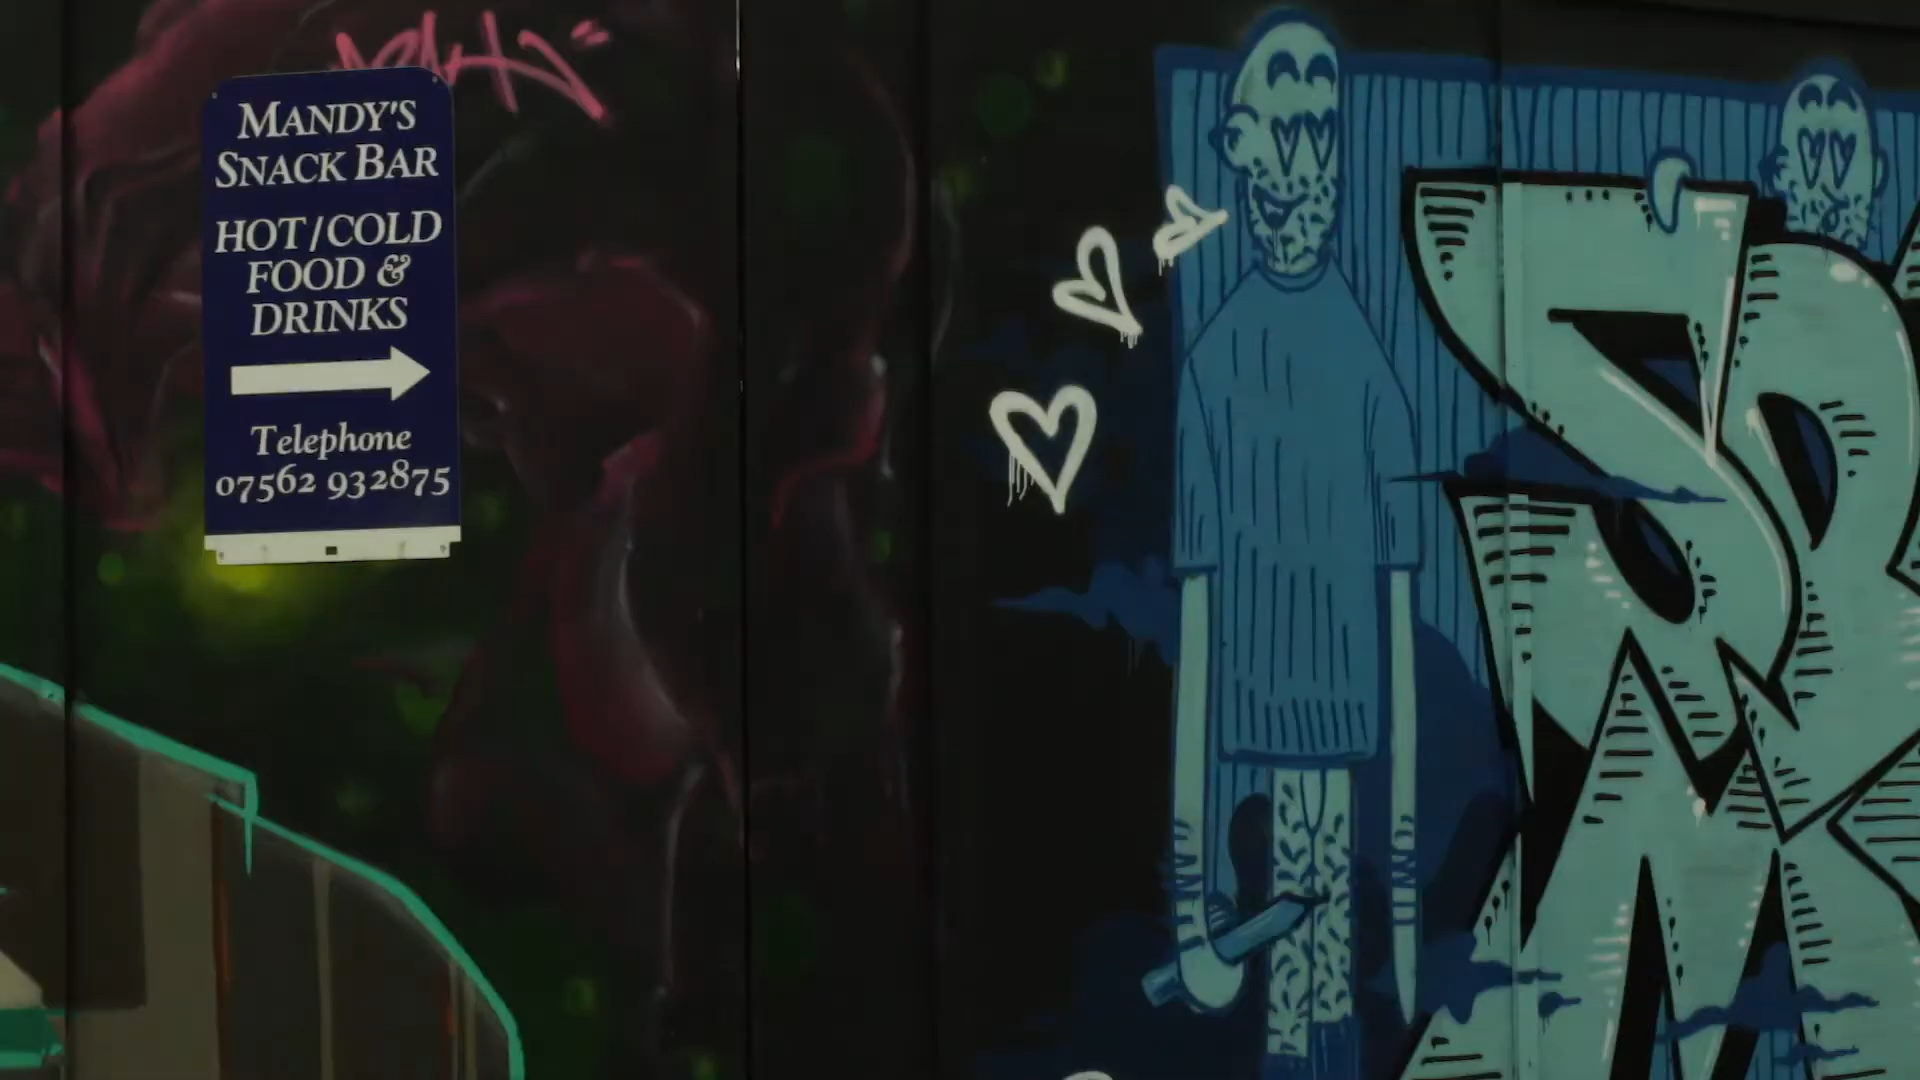 MANDY'S
SNACK BAR
HOT/COLD
FOOD &
DRINKS
Telephone
07562 932875